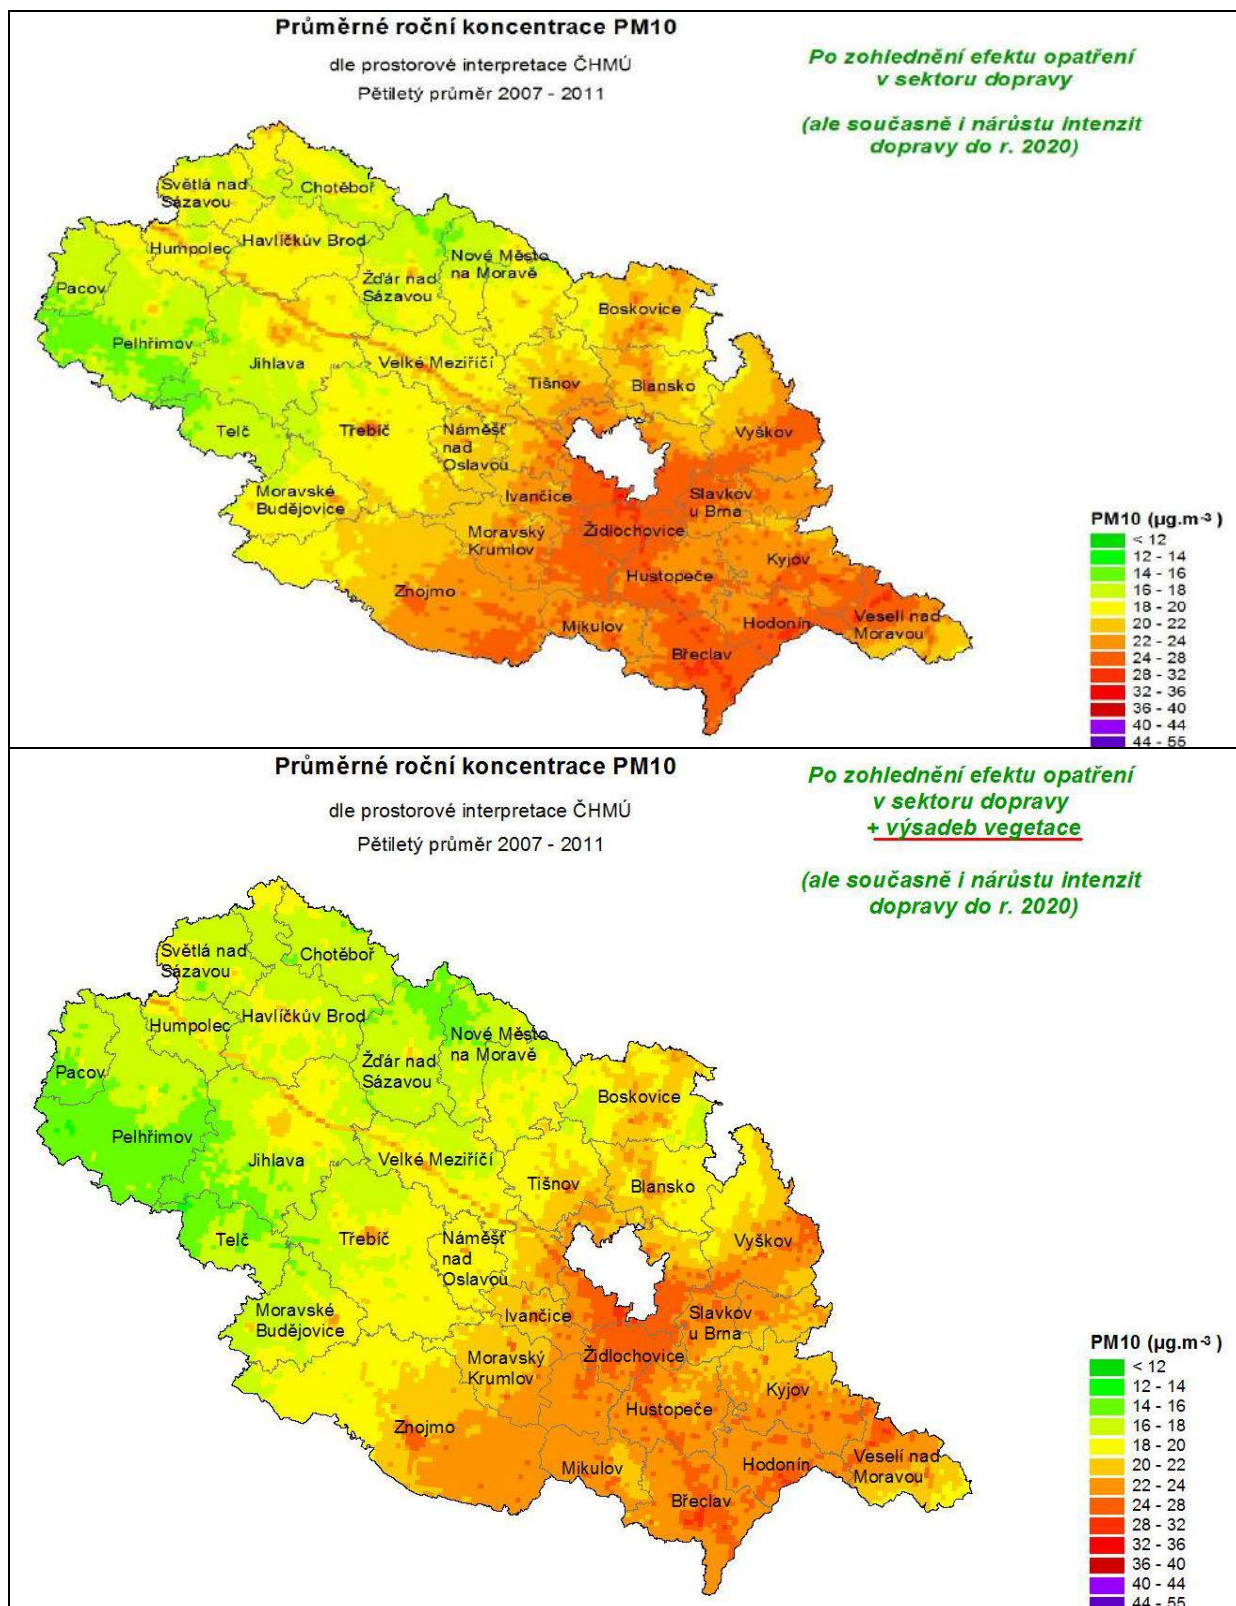 Průměrné roční koncentrace PM10
dle prostorové interpretace ČHMÚ
Pětiletý průměr 2007 - 2011
Po zohlednění efektu opatření
v sektoru dopravy
(ale současně i nárůstu intenzit
dopravy do r. 2020)
Světlá nad
Sázavou
Chotěboř
Humpolec
Havlíčkův Brod
Nové Město
na Moravě
Pacov
Žďár nad
Sázavou
Boskovice
Pelhřimov
Jihlava
Velké Meziříčí
Tišnov
Blansko
Telč
Třebíč
Náměšť
nad
Oslavou
Vyškov
Moravské
Budějovice
Ivančice
Slavkov
u Brna
Moravský
Krumlov
Židlochovice
Kyjov
Znojmo
Hustopeče
Mikulov
Hodonín
Veselí nad
Moravou
Břeclav
PM10 (µg.m-3 )
< 12
12 - 14
14 - 16
16 - 18
18 - 20
20 - 22
22 - 24
24 - 28
28 - 32
32 - 36
36 - 40
40 - 44
44 - 55
Průměrné roční koncentrace PM10
dle prostorové interpretace ČHMÚ
Pětiletý průměr 2007 - 2011
Po zohlednění efektu opatření
v sektoru dopravy
+ výsadeb vegetace
(ale současně i nárůstu intenzit
dopravy do r. 2020)
Světlá nad
Sázavou
Chotěboř
Humpolec
Havlíčkův Brod
Nové Město
na Moravě
Pacov
Žďár nad
Sázavou
Boskovice
Pelhřimov
Jihlava
Velké Meziříčí
Tišnov
Blansko
Telč
Třebíč
Náměšť
nad
Oslavou
Vyškov
Moravské
Budějovice
Ivančice
Slavkov
u Brna
Moravský
Krumlov
Židlochovice
Kyjov
Znojmo
Hustopeče
Mikulov
Hodonín
Veselí nad
Moravou
Břeclav
PM10 (µg.m-3 )
< 12
12 - 14
14 - 16
16 - 18
18 - 20
20 - 22
22 - 24
24 - 28
28 - 32
32 - 36
36 - 40
40 - 44
44 - 55